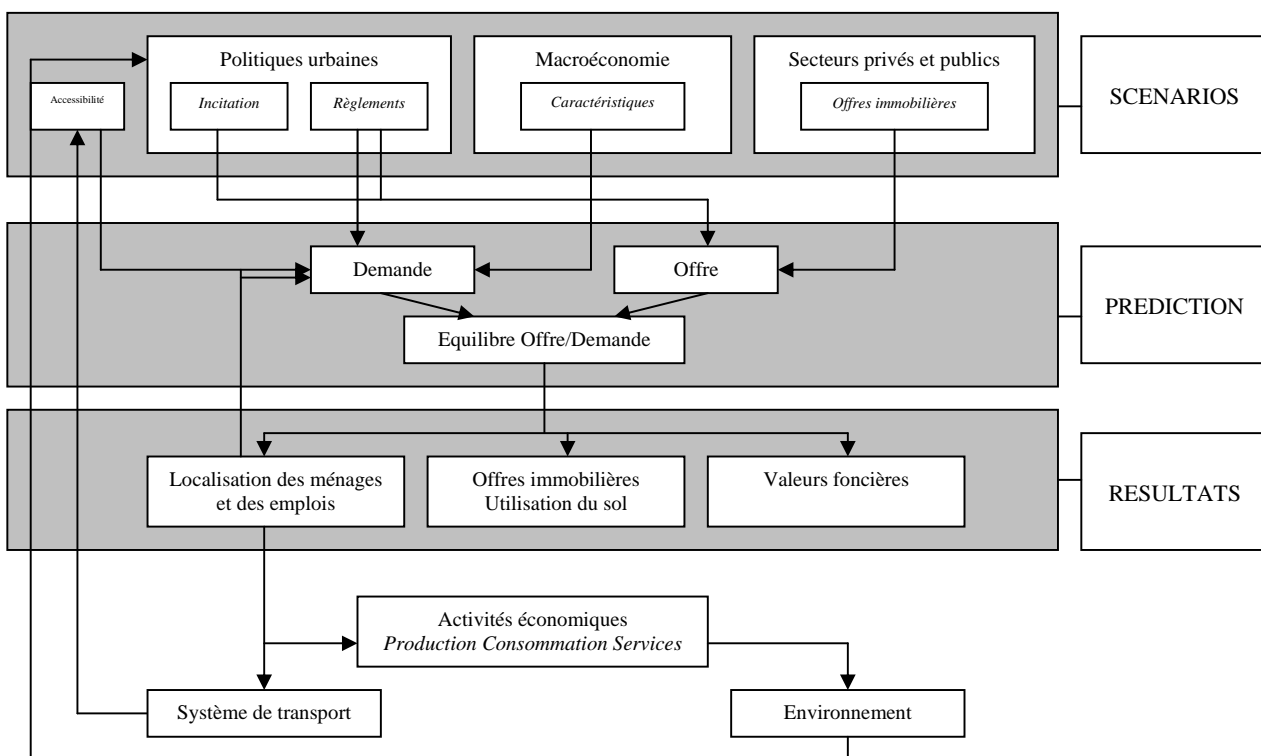 Politiques urbaines
Macroéconomie
Secteurs privés et publics
Accessibilité
Incitation
Règlements
Caractéristiques
Offres immobilières
SCENARIOS
Demande
Offre
Equilibre Offre/Demande
PREDICTION
Localisation des ménages
et des emplois
Offres immobilières
Utilisation du sol
Valeurs foncières
RESULTATS
Activités économiques
Production Consommation Services
Système de transport
Environnement